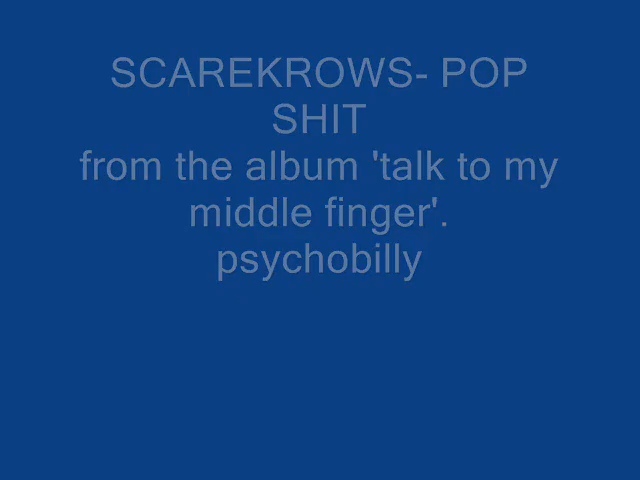 SCAREKROWS- POP
SHIT
from the album 'talk to my
middle finger'.
psychobilly